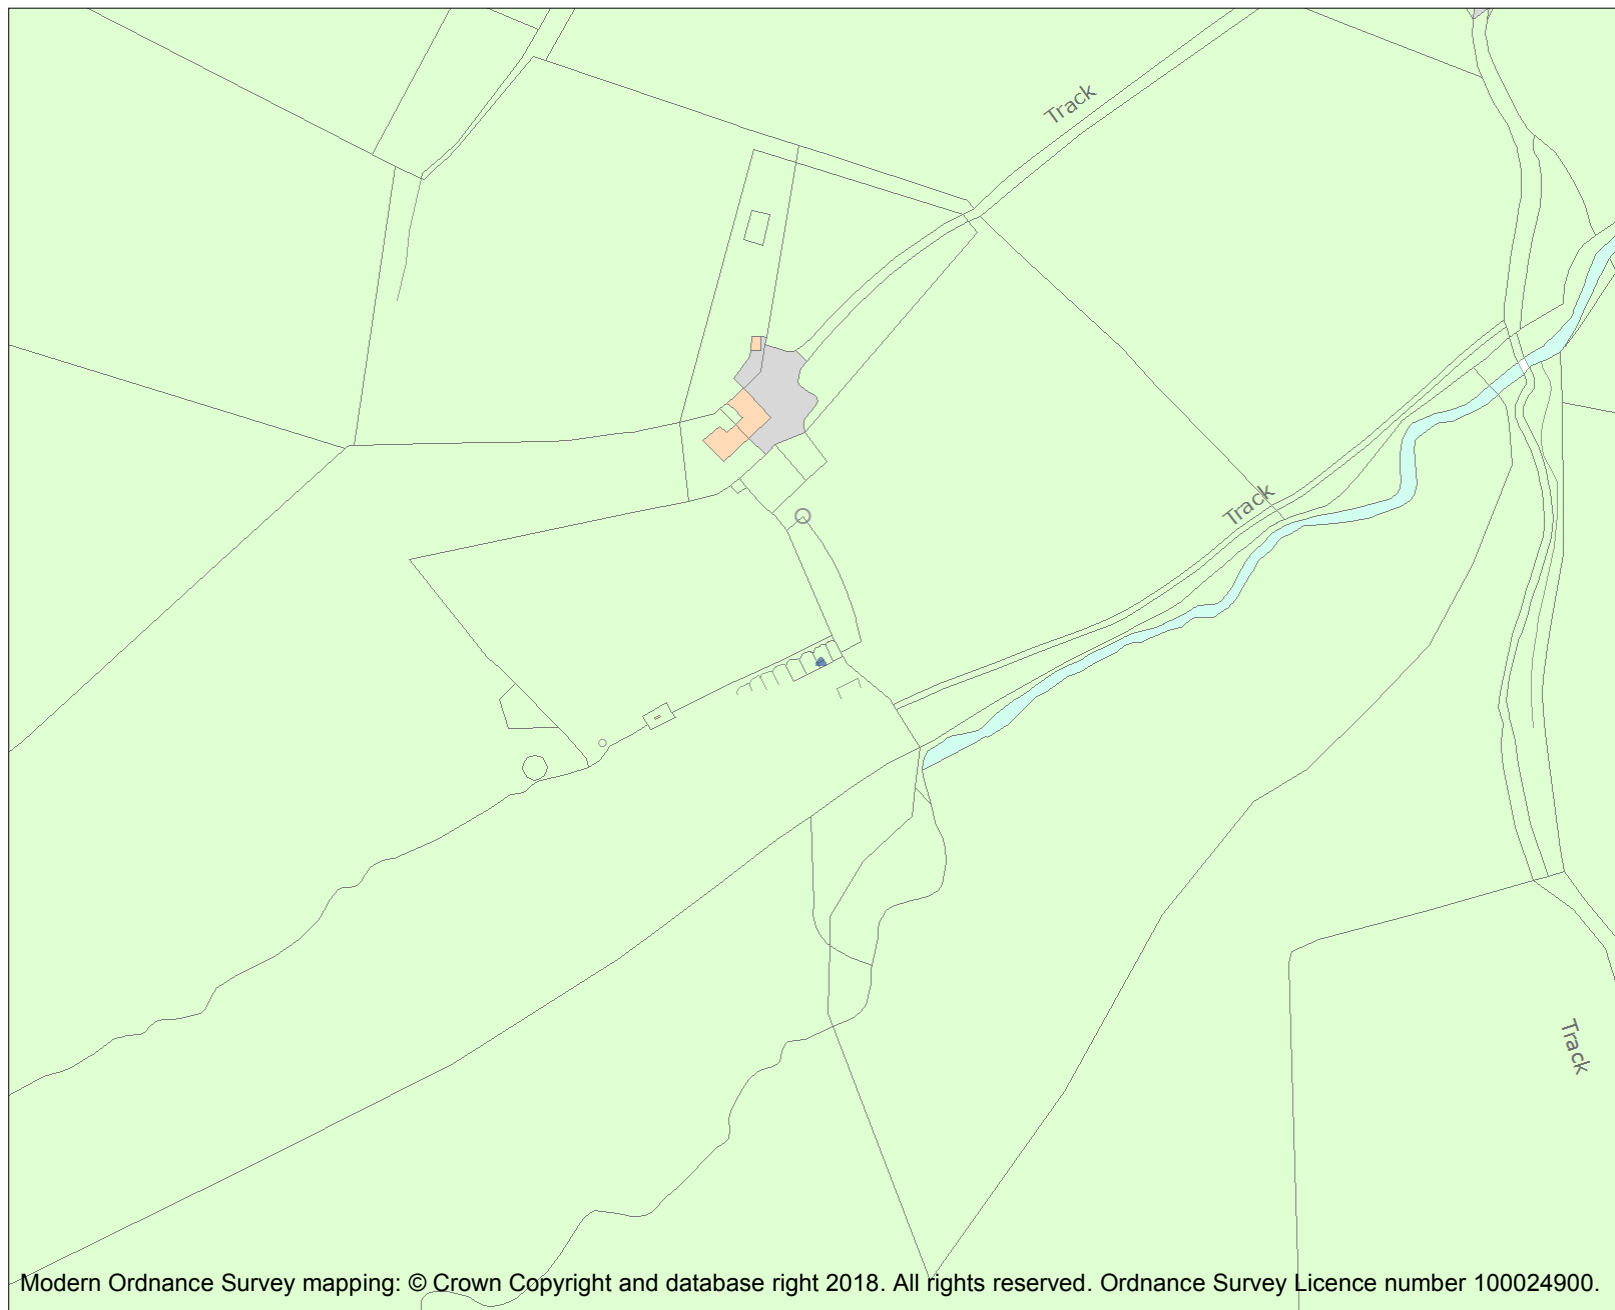 Track
Track
Track
Modern Ordnance Survey mapping: © Crown Copyright and database right 2018. All rights reserved. Ordnance Survey Licence number 100024900.